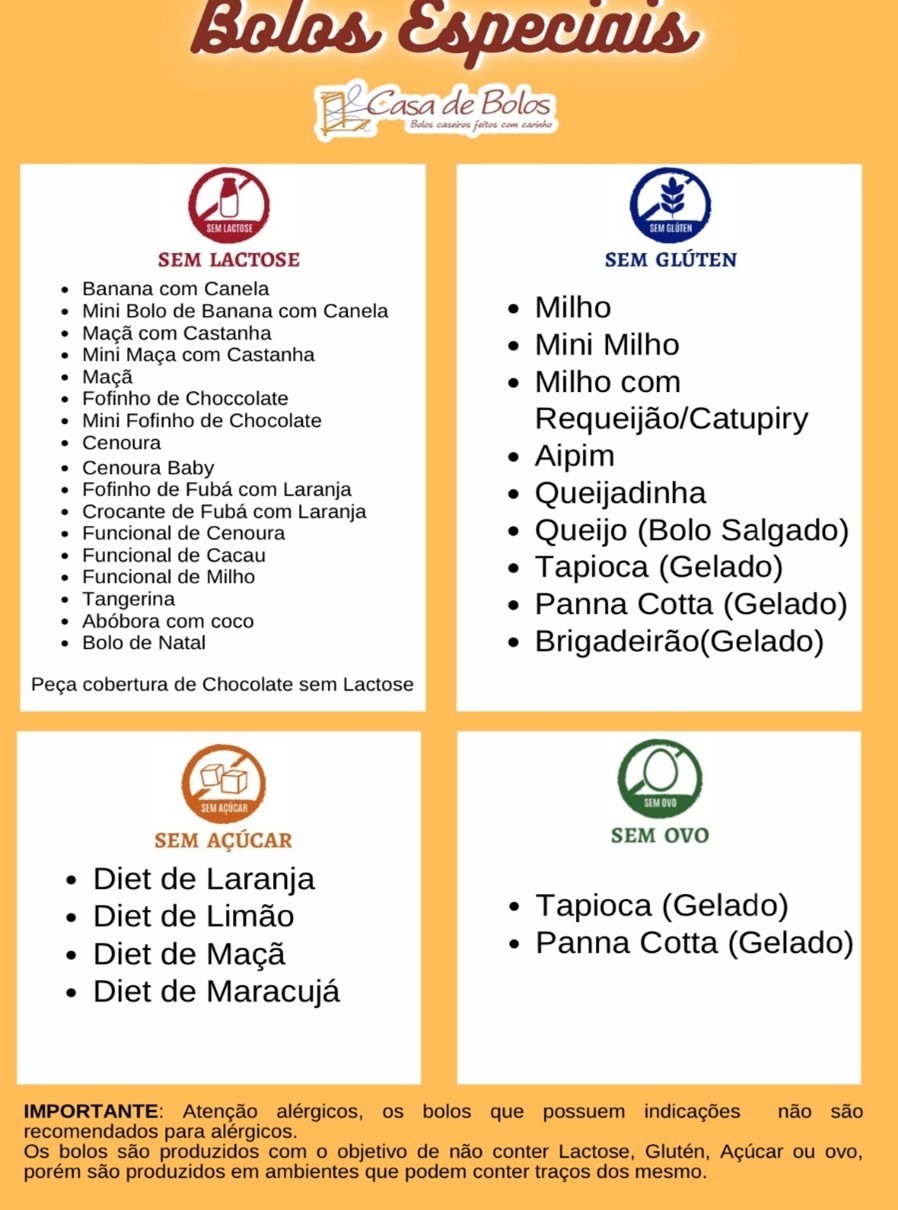 Bolos Especiais
Casa de Bolos
Bolos caseiros feitos com carinho
SEM LACTOSE
SEM LACTOSE
• Banana com Canela
• Mini Bolo de Banana com Canela
• Maçã com Castanha
• Mini Maça com Castanha
• Maçã
• Fofinho de Choccolate
• Mini Fofinho de Chocolate
• Cenoura
• Cenoura Baby
• Fofinho de Fubá com Laranja
• Crocante de Fubá com Laranja
• Funcional de Cenoura
• Funcional de Cacau
• Funcional de Milho
• Tangerina
• Abóbora com coco
• Bolo de Natal
Peça cobertura de Chocolate sem Lactose
SEM GLÚTEN
SEM GLÚTEN
• Milho
• Mini Milho
• Milho com
Requeijão/Catupiry
• Aipim
• Queijadinha
• Queijo (Bolo Salgado)
• Tapioca (Gelado)
• Panna Cotta (Gelado)
• Brigadeirão(Gelado)
SEM AÇÚCAR
SEM AÇÚCAR
• Diet de Laranja
• Diet de Limão
• Diet de Maçã
• Diet de Maracujá
SEM OVO
SEM OVO
• Tapioca (Gelado)
• Panna Cotta (Gelado)
IMPORTANTE: Atenção alérgicos, os bolos que possuem indicações não são
recomendados para alérgicos.
Os bolos são produzidos com o objetivo de não conter Lactose, Glutén, Açúcar ou ovo,
porém são produzidos em ambientes que podem conter traços dos mesmo.